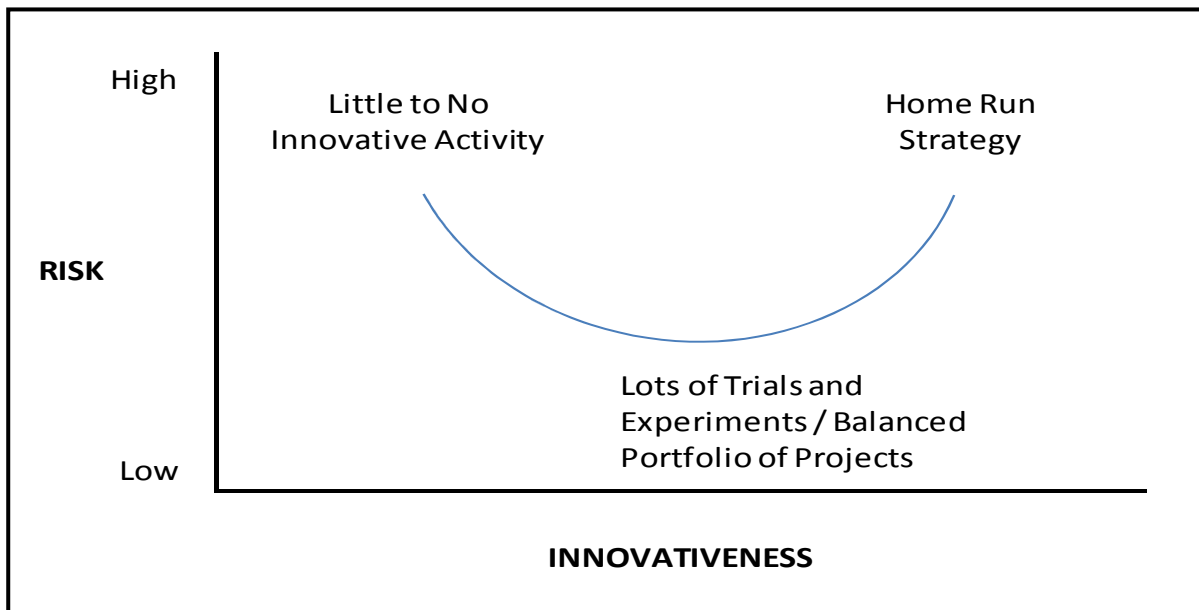 High
Little to No
Innovative Activity
Home Run
Strategy
RISK
Lots of Trials and
Experiments / Balanced
Portfolio of Projects
Low
INNOVATIVENESS